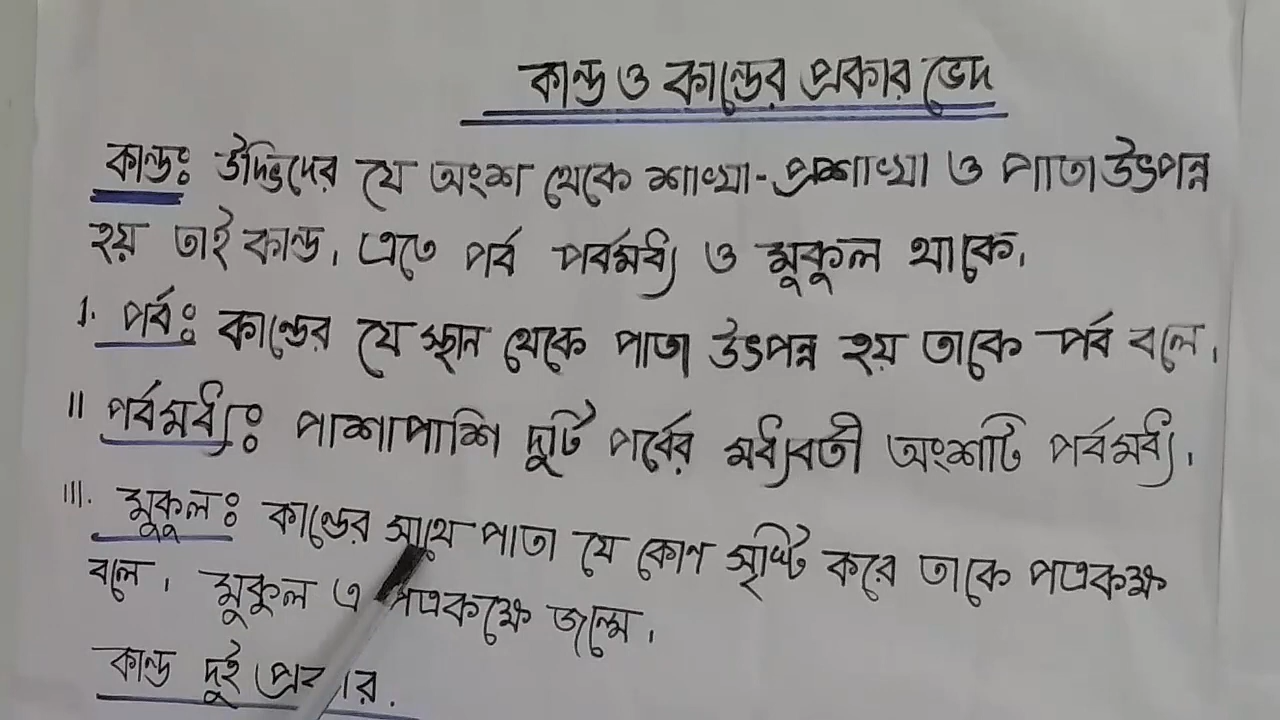 কান্ড ও কান্ডের প্রকার ভেদ
কান্ডঃ উদ্ভিদের যে অংশ থেকে শাখা-প্রশাখা ও পাতা উৎপন্ন
হয় তাই কান্ড। এতে পর্ব পর্বমধ্য ও মুকুল থাকে।
I. পর্বঃ কান্ডের যে স্থান থেকে পাতা উৎপন্ন হয় তাকে পর্ব বলে।
II পর্বমধ্যঃ পাশাপাশি দুটি পর্বের মধ্যবর্তী অংশটি পর্বমধ্য।
III. মুকুলঃ কান্ডের সাথে পাতা যে কোণ সৃষ্টি করে তাকে পত্রকক্ষ
বলে। মুকুল এ পত্রকক্ষে জন্মে।
কান্ড দুই প্রকার.